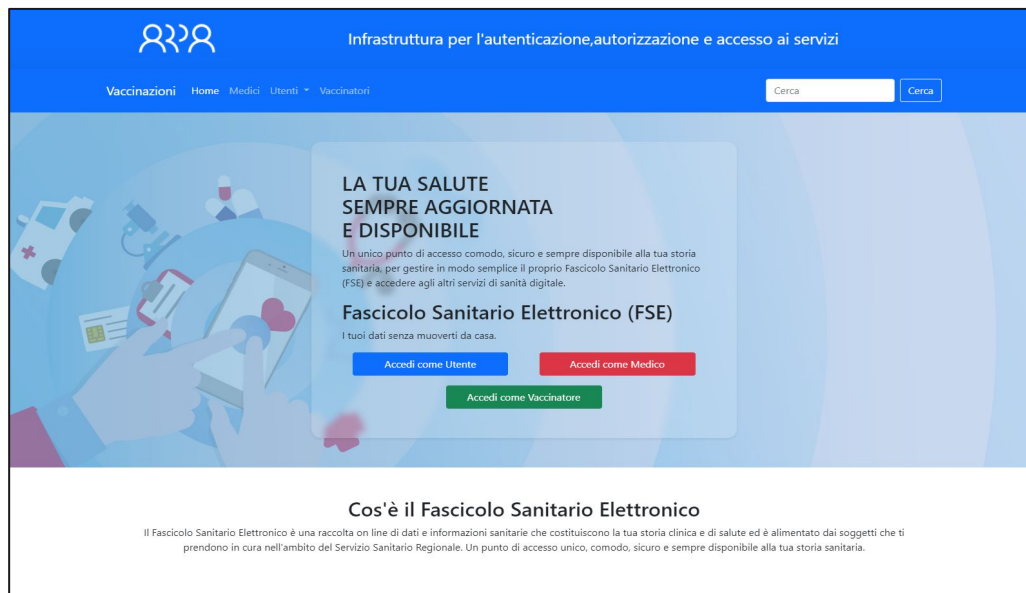 ARPA
Infrastruttura per l'autenticazione,autorizzazione e accesso ai servizi
Vaccinazioni Home Medici Utenti Vaccinatori Cerca Cerca
LA TUA SALUTE
SEMPRE AGGIORNATA
E DISPONIBILE
Un unico punto di accesso comodo, sicuro e sempre disponibile alla tua storia
sanitaria, per gestire in modo semplice il proprio Fascicolo Sanitario Elettronico
(FSE) e accedere agli altri servizi di sanità digitale.
Fascicolo Sanitario Elettronico (FSE)
I tuoi dati senza muoverti da casa.
Accedi come Utente Accedi come Medico
Accedi come Vaccinatore
Cos'è il Fascicolo Sanitario Elettronico
Il Fascicolo Sanitario Elettronico è una raccolta on line di dati e informazioni sanitarie che costituiscono la tua storia clinica e di salute ed è alimentato dai soggetti che ti
prendono in cura nell'ambito del Servizio Sanitario Regionale. Un punto di accesso unico, comodo, sicuro e sempre disponibile alla tua storia sanitaria.